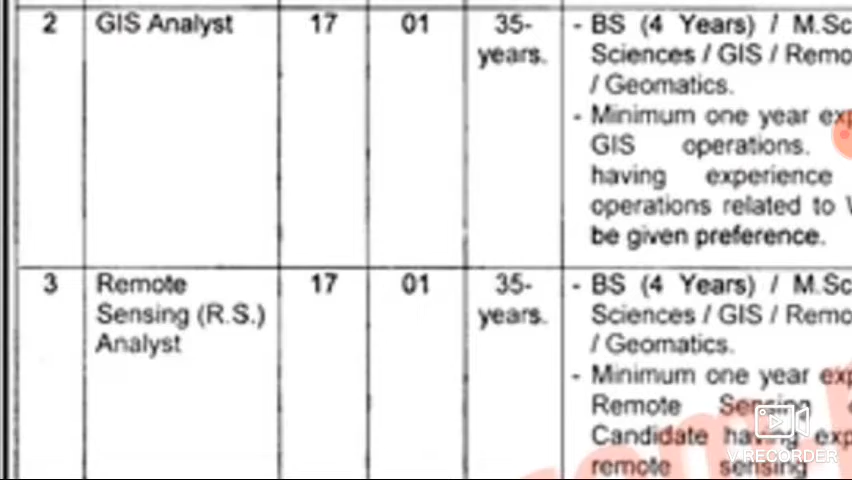 2 GIS Analyst 17 01 35- - BS (4 Years) / M.Sc
years. Sciences / GIS / Remo
/ Geomatics.
- Minimum one year exp
GIS operations.
having experience
operations related to
be given preference.
3 Remote 17 01 35- - BS (4 Years) / M.Sc
Sensing (R.S.) years. Sciences / GIS / Remo
Analyst / Geomatics.
- Minimum one year exp
Remote Sensing
Candidate having exp
remote sensing
V RECORDER